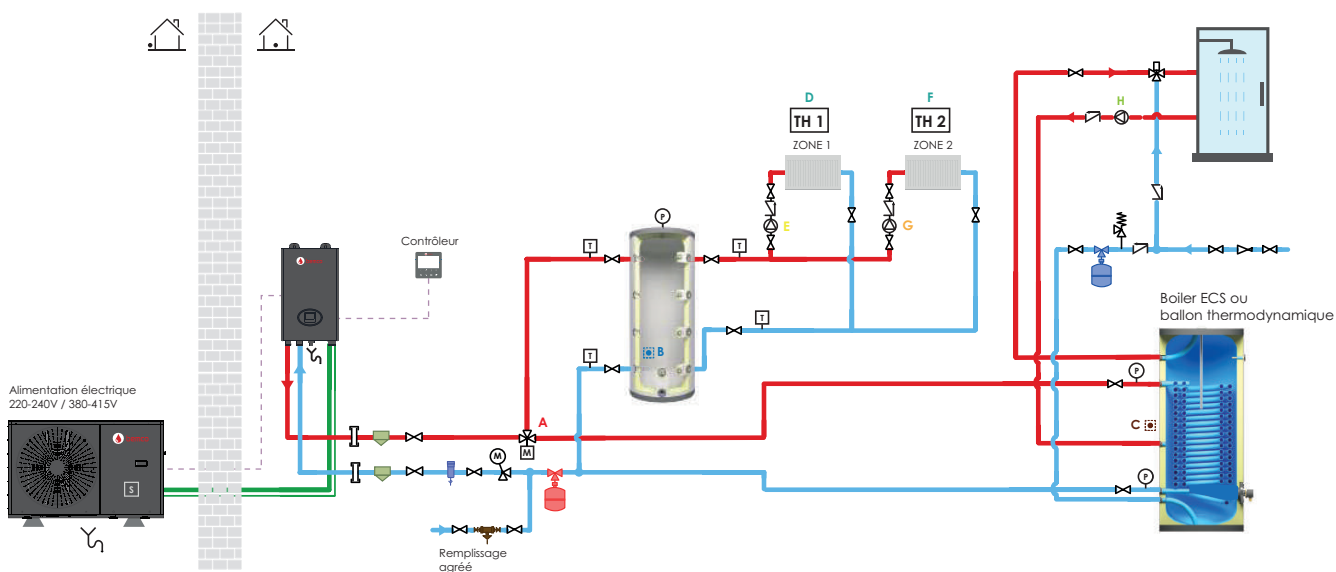 D
F
H
TH 1
TH 2
ZONE 1
ZONE 2
P
E
G
T
T
Contrôleur
T
Boiler ECS ou
ballon thermodynamique
B
T
P
Alimentation électrique
220-240V / 380-415V
A
C
M
M
P
S
Remplissage
agréé